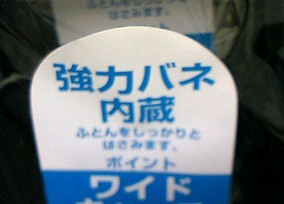 強力バネ
内蔵
ふとんをしっかりと
はさみます。
ポイント
ワイド